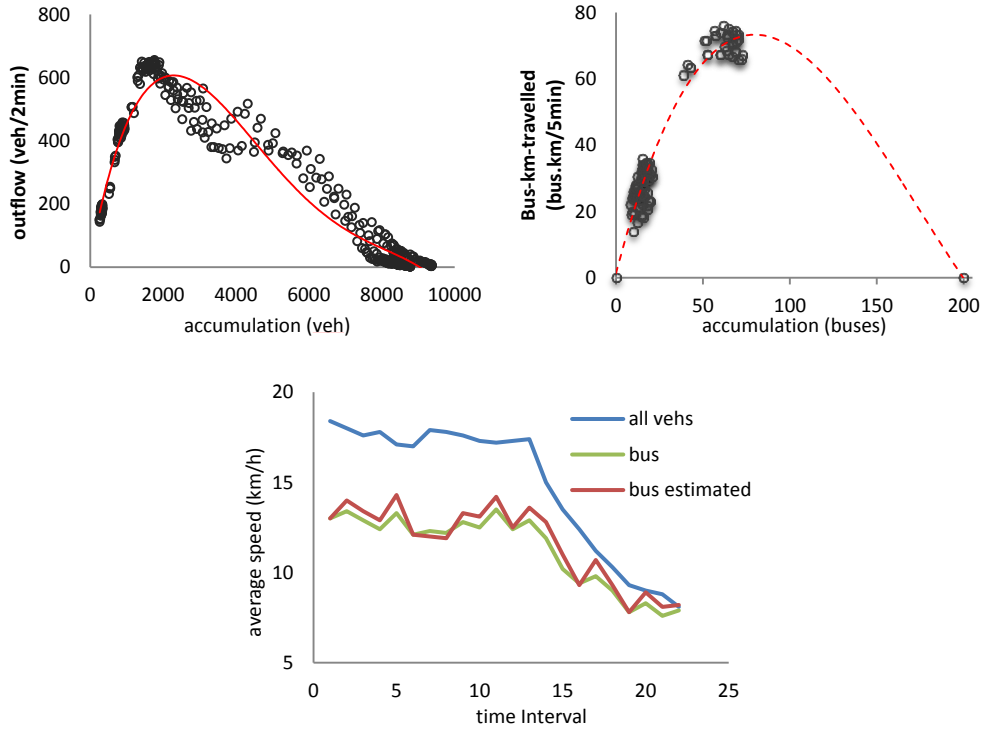 800
600
400
200
0
outflow (veh/2min)
0 2000 4000 6000 8000 10000
accumulation (veh)
80
60
40
20
0
Bus-km-travelled
(bus.km/5min)
0 50 100 150 200
accumulation (buses)
20
15
10
5
average speed (km/h)
all vehs
bus
bus estimated
0 5 10 15 20 25
time Interval